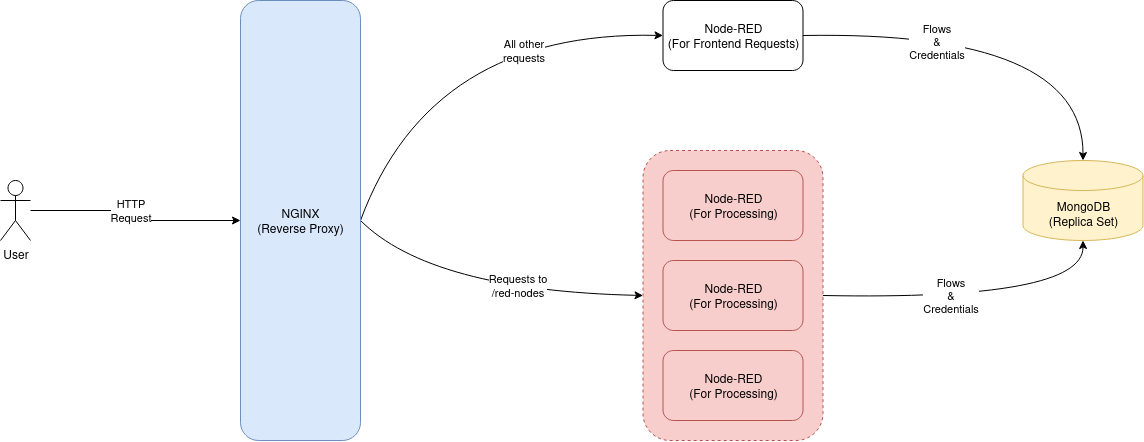 User
HTTP
Request
NGINX
(Reverse Proxy)
All other
requests
Requests to
/red-nodes
Node-RED
(For Frontend Requests)
Node-RED
(For Processing)
Node-RED
(For Processing)
Node-RED
(For Processing)
Flows
&
Credentials
Flows
&
Credentials
MongoDB
(Replica Set)